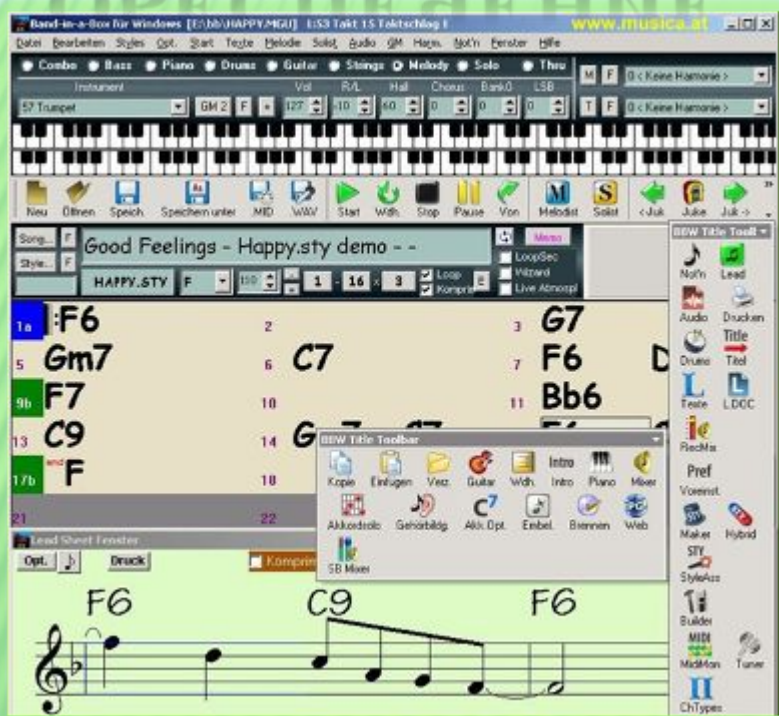 Band-in-a-Box für Windows [E:\bb\HAPPY.MGU] 1:53 Takt 15 Taktschlag 1
www.musica.at
Datei Bearbeiten Styles Opt. Start Texte Melodie Solist Audio GM Harm. Not'n Fenster Hilfe
Combo Bass Piano Drums Guitar Strings Melody Solo Thru
M F 0 < Keine Harmonie >
Instrument Vol R/L Hall Chorus Bank0 LSB
57 Trumpet GM 2 F 127 -10 60 0 0 0
T F 0 < Keine Harmonie >
Neu Öffnen Speich. Speichern unter .MID .WAV Start Wdh. Stop Pause Von Melodist Solist <-Juk Juke Juk->
Song... F
Good Feelings - Happy.sty demo - -
Memo
LoopSec
Style... F
Wizard
HAPPY.STY F 1 - 16 x 3
Loop
Komprim
Live Atmosp
1a :F6 2 3 G7
5 Gm7 6 C7 7 F6 D
9b F7 10 11 Bb6
13 C9 14
17b end F 18
21 22
BBW Title Toolbar
Kopie Einfügen Verz. Guitar Wdh. Intro Piano Mixer
Akkordsolo Gehörbildg. Akk.Opt. Embel. Brennen Web
SB Mixer
BBW Title Tool
Not'n Lead
Audio Drucken
Drums Titel
Texte L.DOC
RecMix
Pref
Voreinst.
Maker Hybrid
STY
StyleAss
Builder
MIDI
MidiMon Tuner
ChTypes
Lead Sheet Fenster
Opt. Druck Komprim
F6 C9 F6